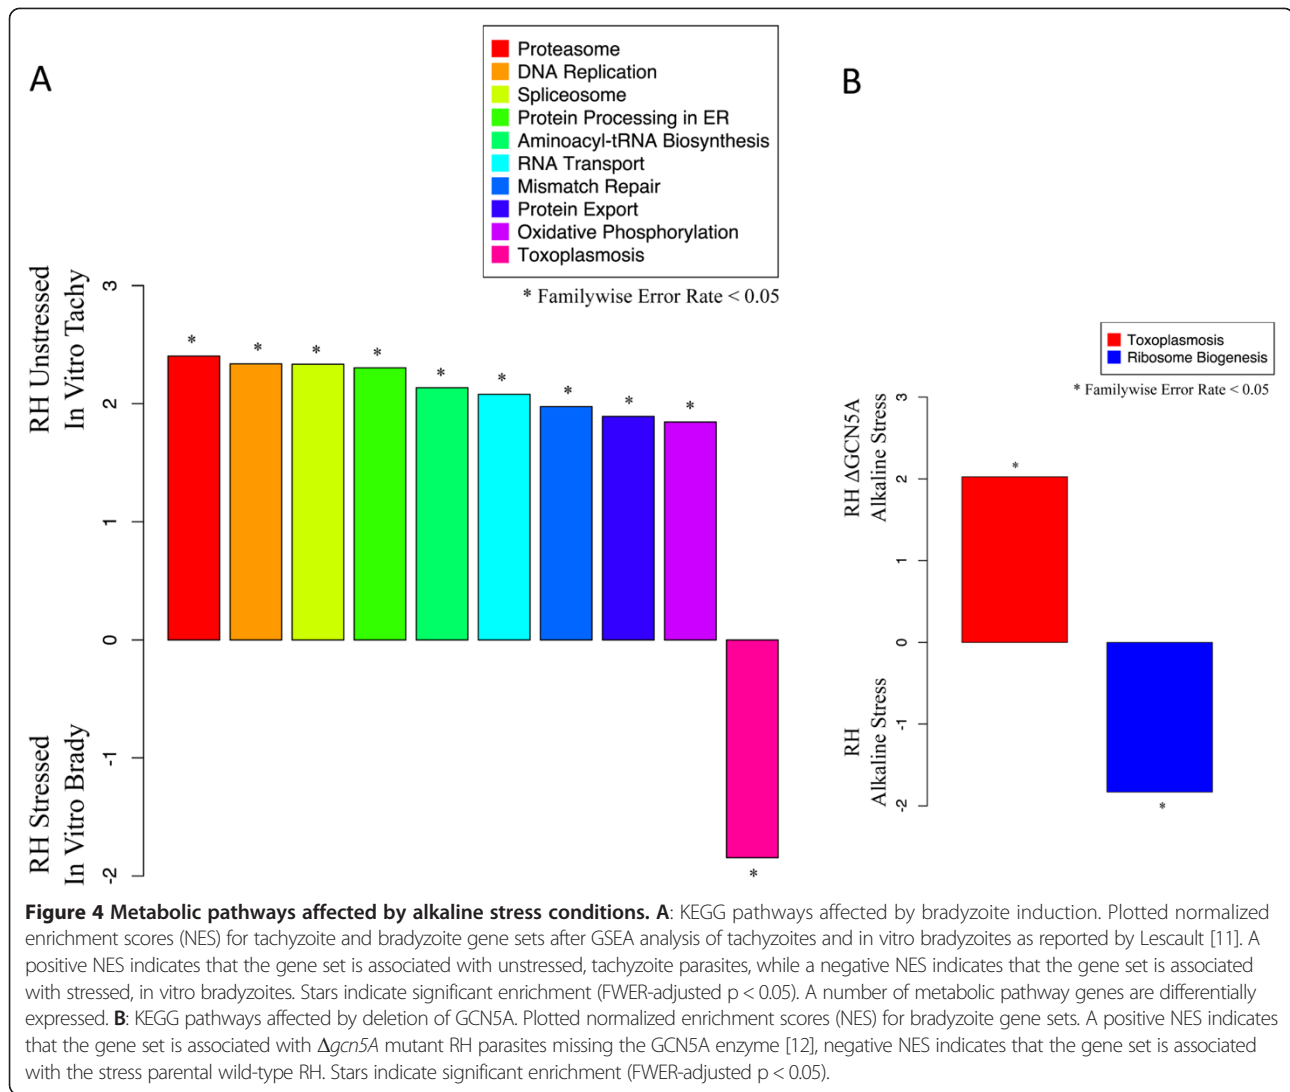 A
Proteasome
DNA Replication
Spliceosome
Protein Processing in ER
Aminoacyl-tRNA Biosynthesis
RNA Transport
Mismatch Repair
Protein Export
Oxidative Phosphorylation
Toxoplasmosis
* Familywise Error Rate < 0.05
RH Unstressed
In Vitro Tachy
RH Stressed
In Vitro Brady
3
2
1
0
-1
-2
* * * * * * * * *
*
B
Toxoplasmosis
Ribosome Biogenesis
* Familywise Error Rate < 0.05
RH ΔGCN5A
Alkaline Stress
RH
Alkaline Stress
3
2
1
0
-1
-2
*
*
Figure 4 Metabolic pathways affected by alkaline stress conditions. A: KEGG pathways affected by bradyzoite induction. Plotted normalized
enrichment scores (NES) for tachyzoite and bradyzoite gene sets after GSEA analysis of tachyzoites and in vitro bradyzoites as reported by Lescault [11]. A
positive NES indicates that the gene set is associated with unstressed, tachyzoite parasites, while a negative NES indicates that the gene set is associated
with stressed, in vitro bradyzoites. Stars indicate significant enrichment (FWER-adjusted p < 0.05). A number of metabolic pathway genes are differentially
expressed. B: KEGG pathways affected by deletion of GCN5A. Plotted normalized enrichment scores (NES) for bradyzoite gene sets. A positive NES indicates
that the gene set is associated with Δgcn5A mutant RH parasites missing the GCN5A enzyme [12], negative NES indicates that the gene set is associated
with the stress parental wild-type RH. Stars indicate significant enrichment (FWER-adjusted p < 0.05).